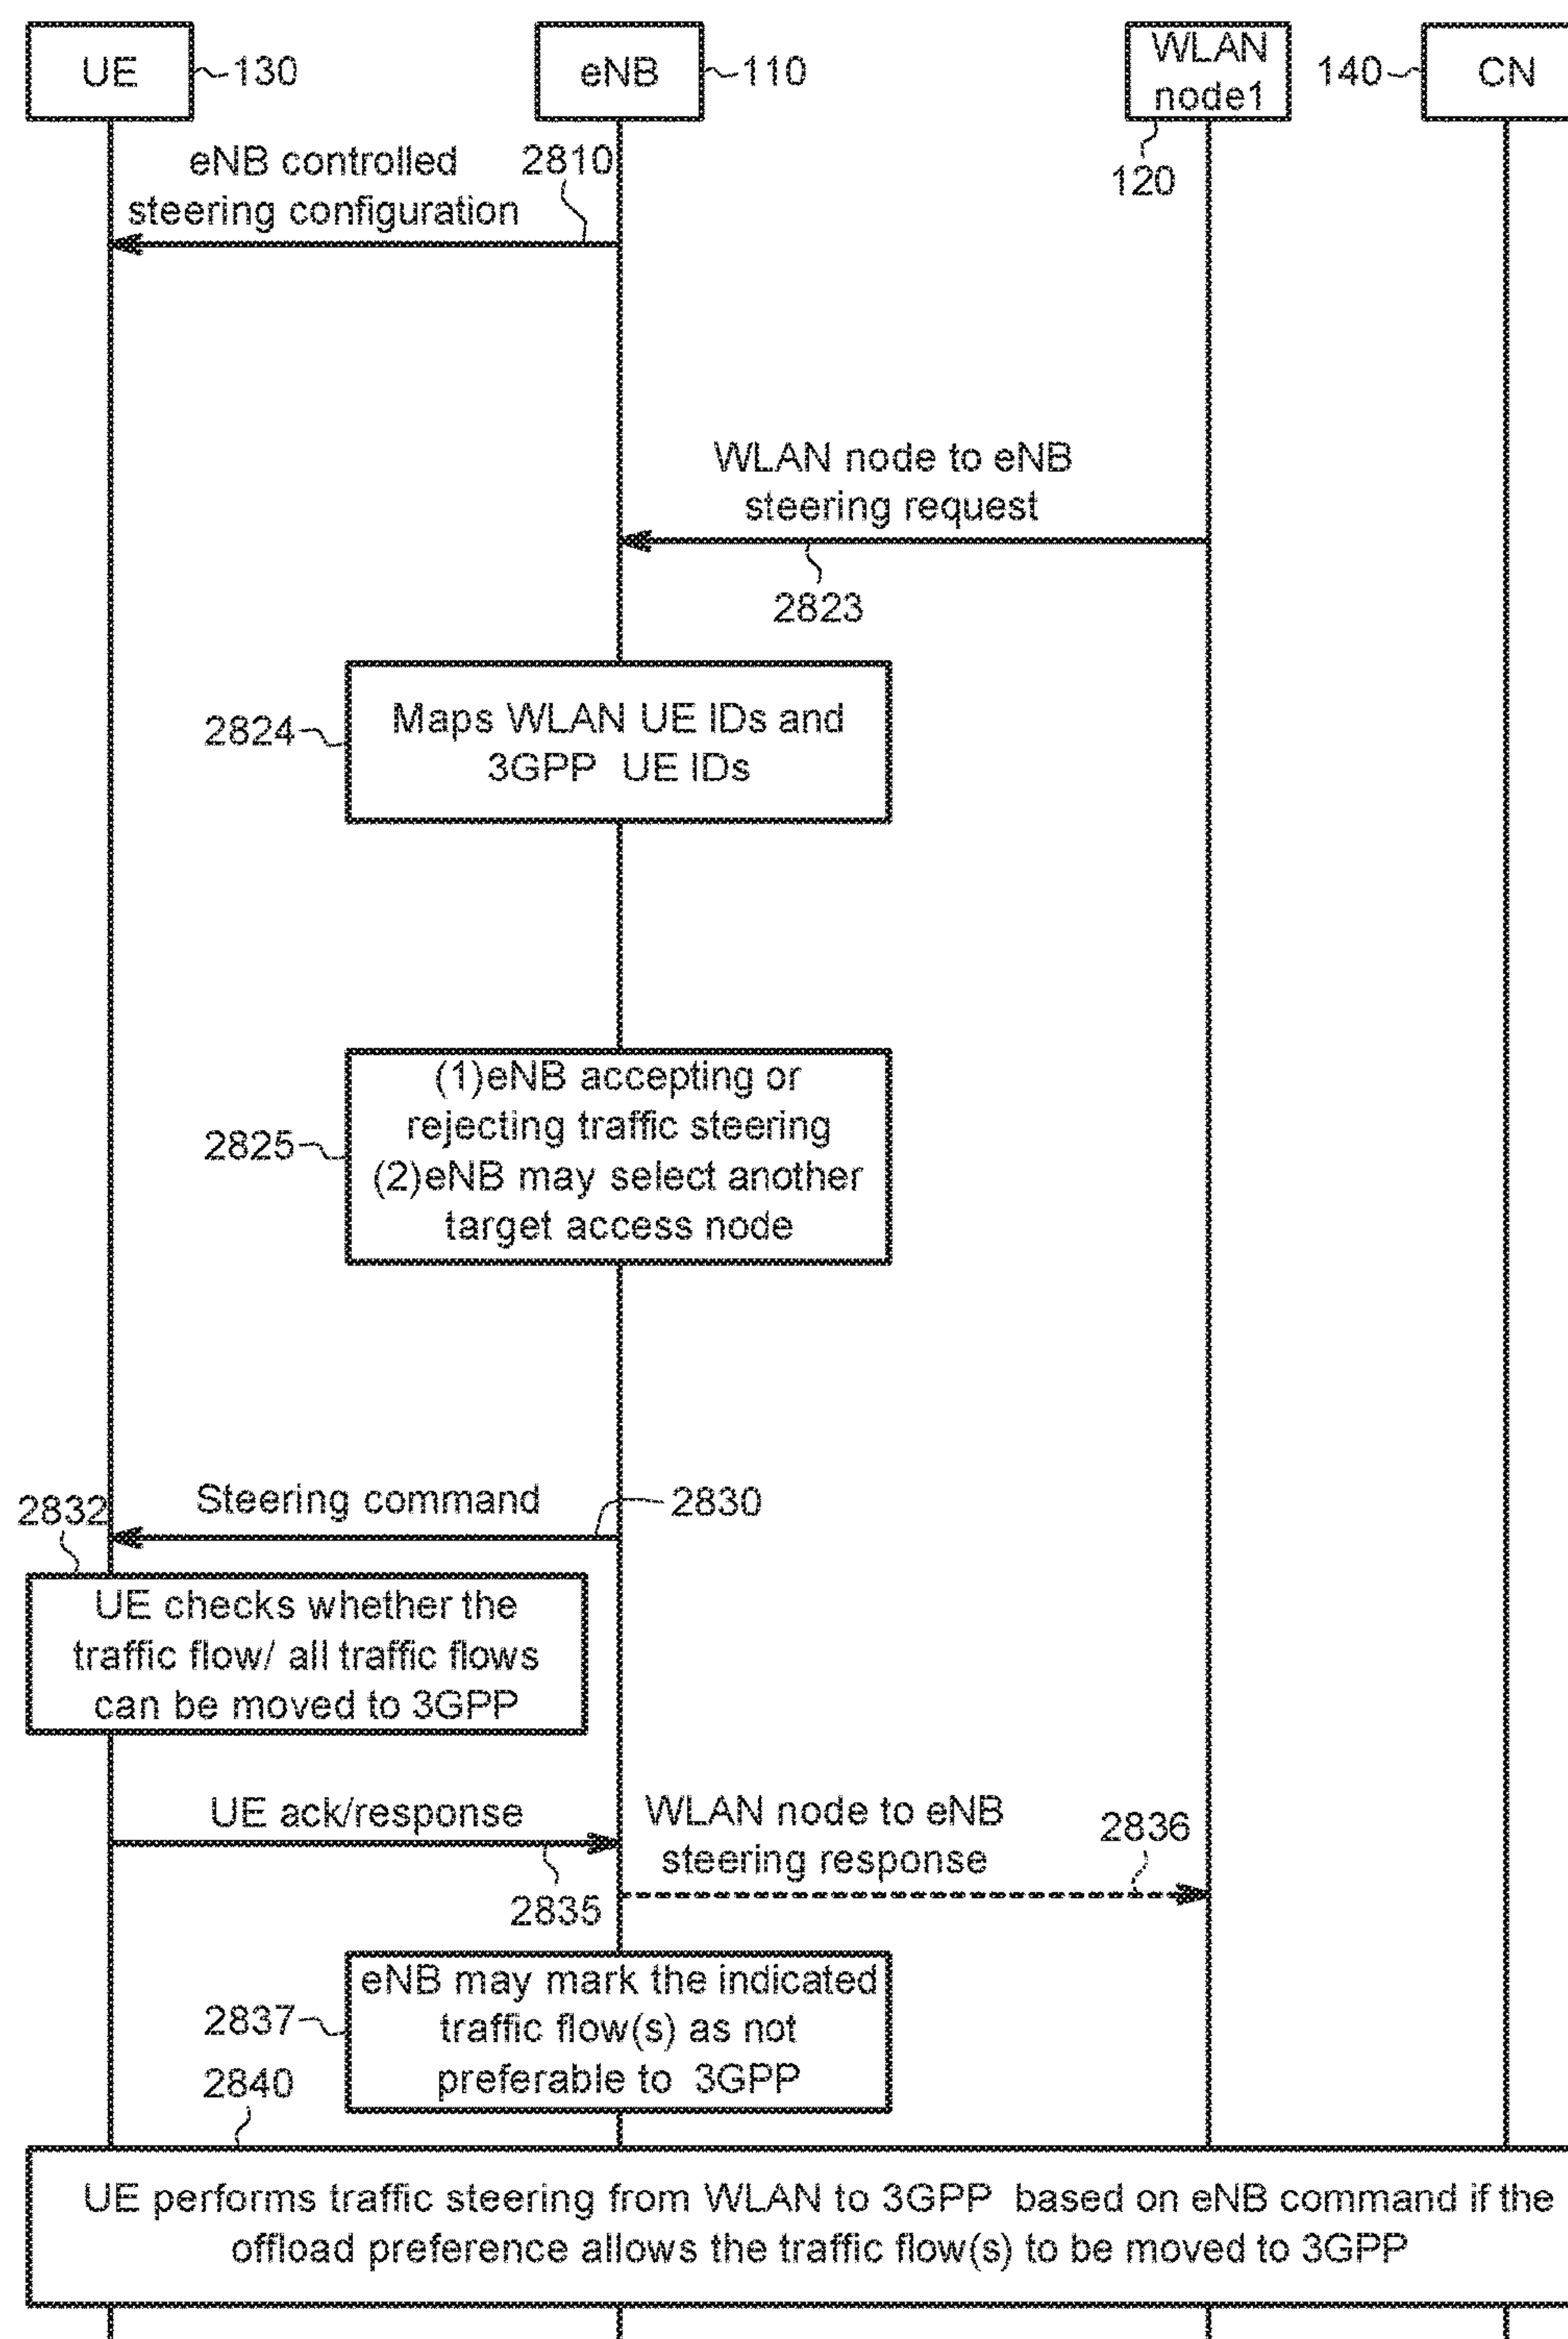 UE
130
eNB
110
WLAN
node1
120
140
CN
eNB controlled
steering configuration
2810
WLAN node to eNB
steering request
2823
2824
Maps WLAN UE IDs and
3GPP UE IDs
2825
(1)eNB accepting or
rejecting traffic steering
(2)eNB may select another
target access node
Steering command
2830
2832
UE checks whether the
traffic flow/ all traffic flows
can be moved to 3GPP
UE ack/response
2835
WLAN node to eNB
steering response
2836
2837
eNB may mark the indicated
traffic flow(s) as not
preferable to 3GPP
2840
UE performs traffic steering from WLAN to 3GPP based on eNB command if the
offload preference allows the traffic flow(s) to be moved to 3GPP